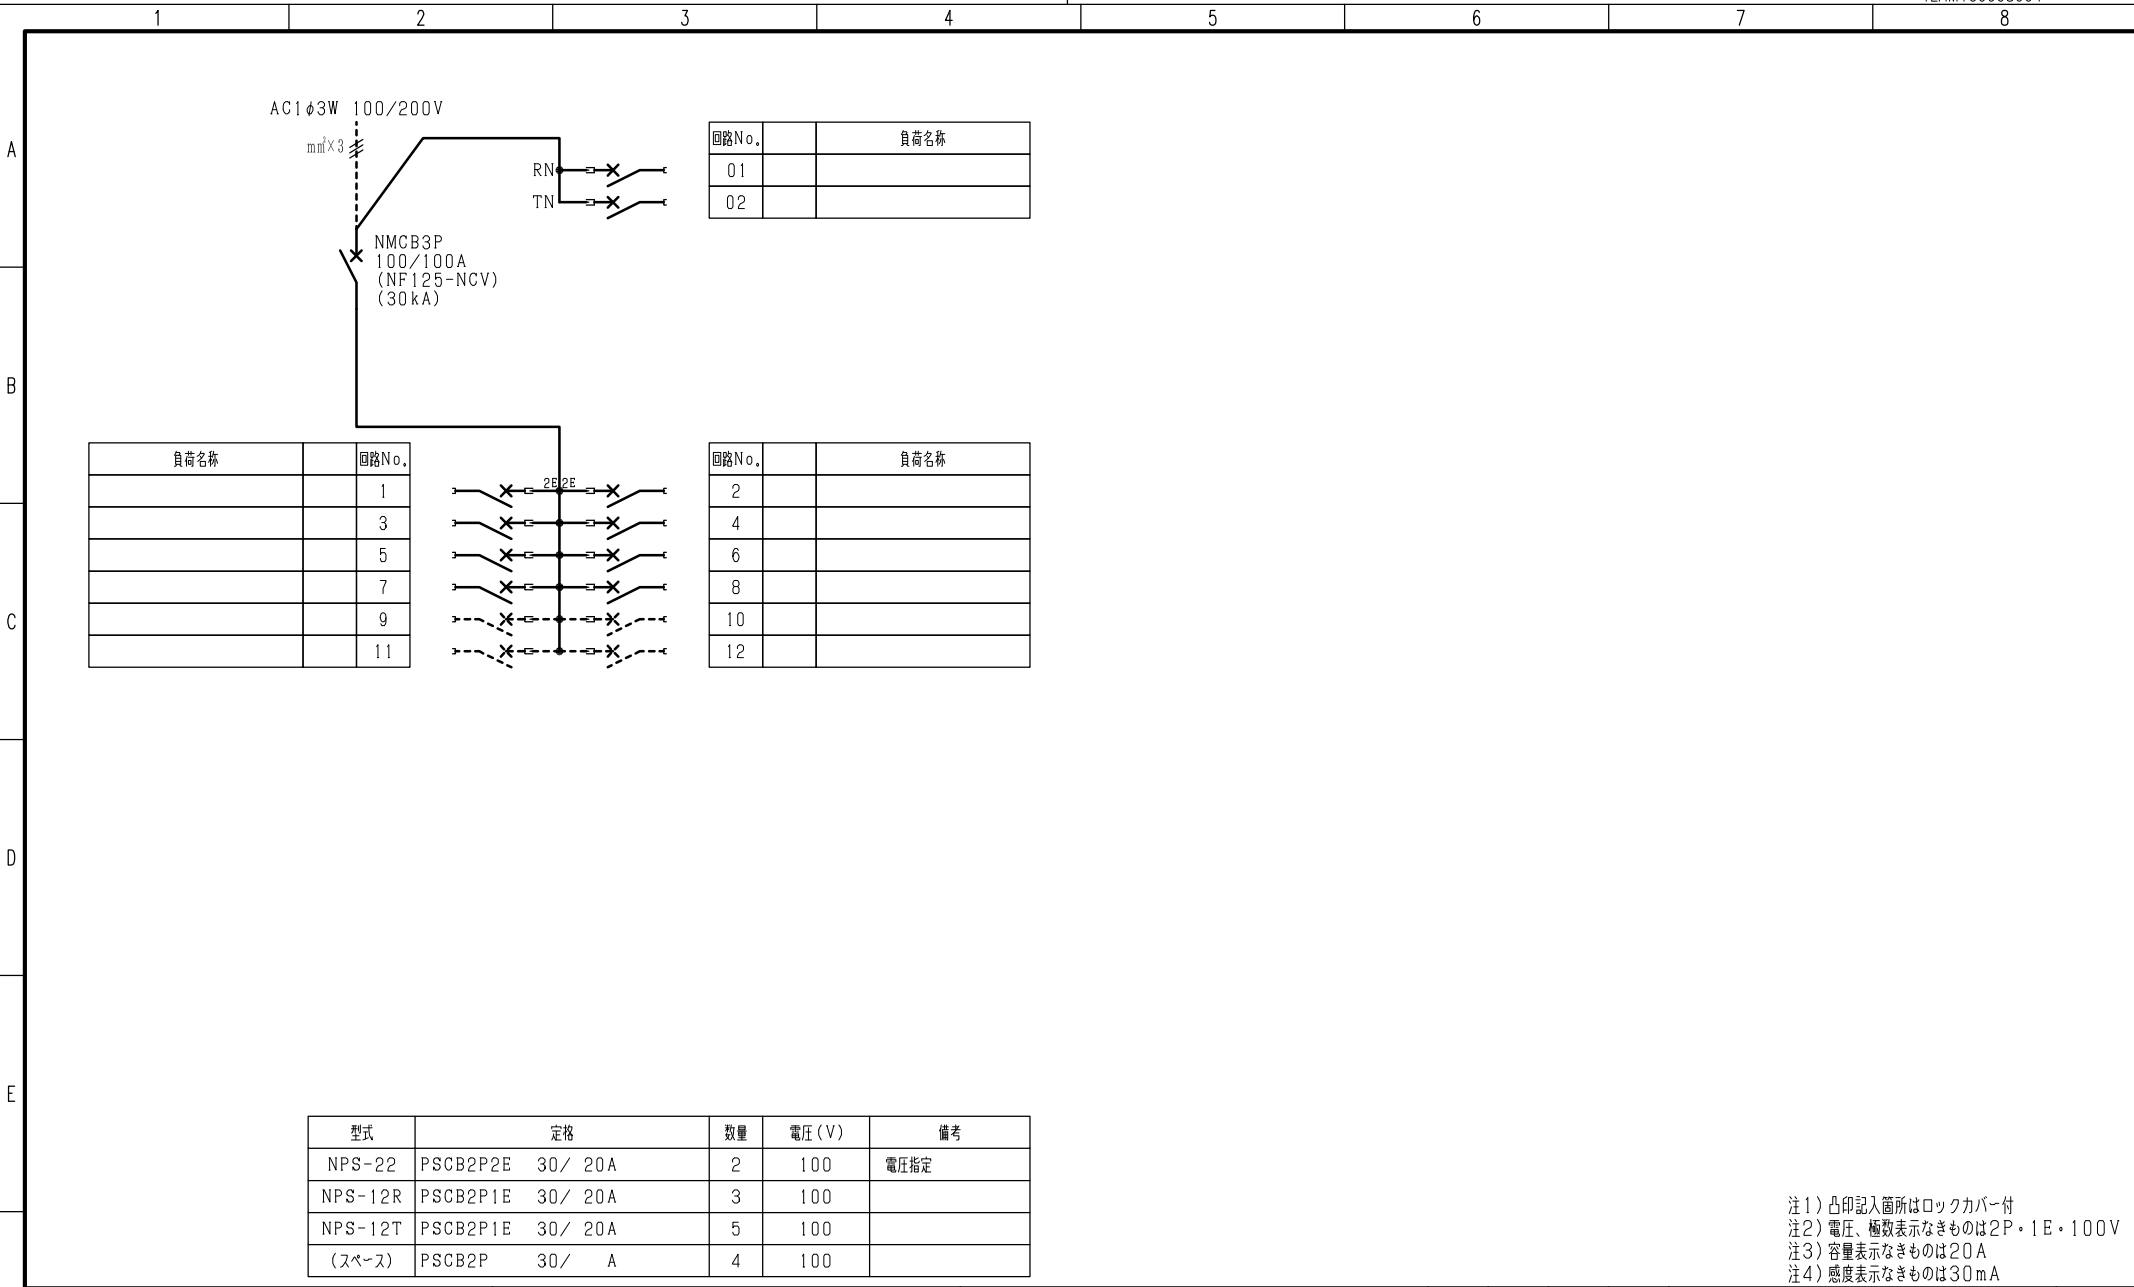 1 2 3 4 5 6 7 8
A
B
C
D
E
AC1φ3W 100/200V
mm²×3
RN
TN
回路No. 負荷名称
01
02
NMCB3P
100/100A
(NF125-NCV)
(30kA)
負荷名称 回路No.
1
3
5
7
9
11
2E 2E
回路No. 負荷名称
2
4
6
8
10
12
型式 定格 数量 電圧(V) 備考
NPS-22 PSCB2P2E 30/ 20A 2 100 電圧指定
NPS-12R PSCB2P1E 30/ 20A 3 100
NPS-12T PSCB2P1E 30/ 20A 5 100
(スペース) PSCB2P 30/ A 4 100
注1)凸印記入箇所はロックカバー付
注2)電圧、極数表示なきものは2P・1E・100V
注3)容量表示なきものは20A
注4)感度表示なきものは30mA